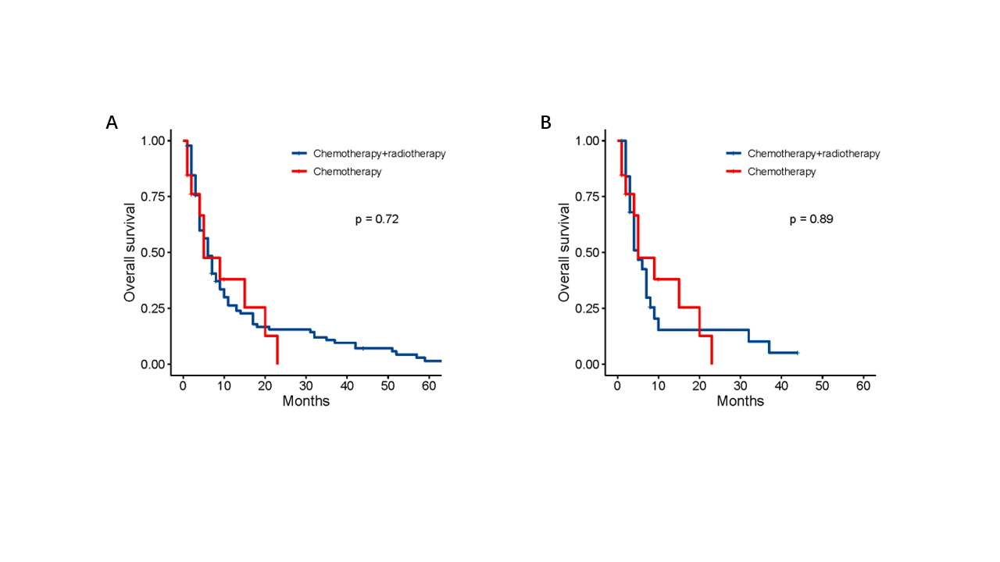 A
Overall survival
1.00
0.75
0.50
0.25
0.00
Chemotherapy+radiotherapy
Chemotherapy
p = 0.72
0 10 20 30 40 50 60
Months
B
Overall survival
1.00
0.75
0.50
0.25
0.00
Chemotherapy+radiotherapy
Chemotherapy
p = 0.89
0 10 20 30 40 50 60
Months